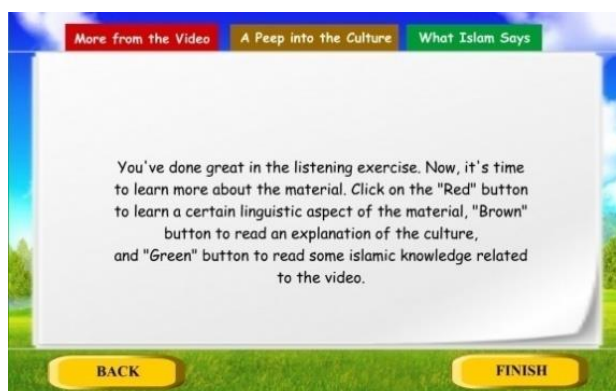 More from the Video
A Peep into the Culture
What Islam Says
You've done great in the listening exercise. Now, it's time
to learn more about the material. Click on the "Red" button
to learn a certain linguistic aspect of the material, "Brown"
button to read an explanation of the culture,
and "Green" button to read some islamic knowledge related
to the video.
BACK
FINISH